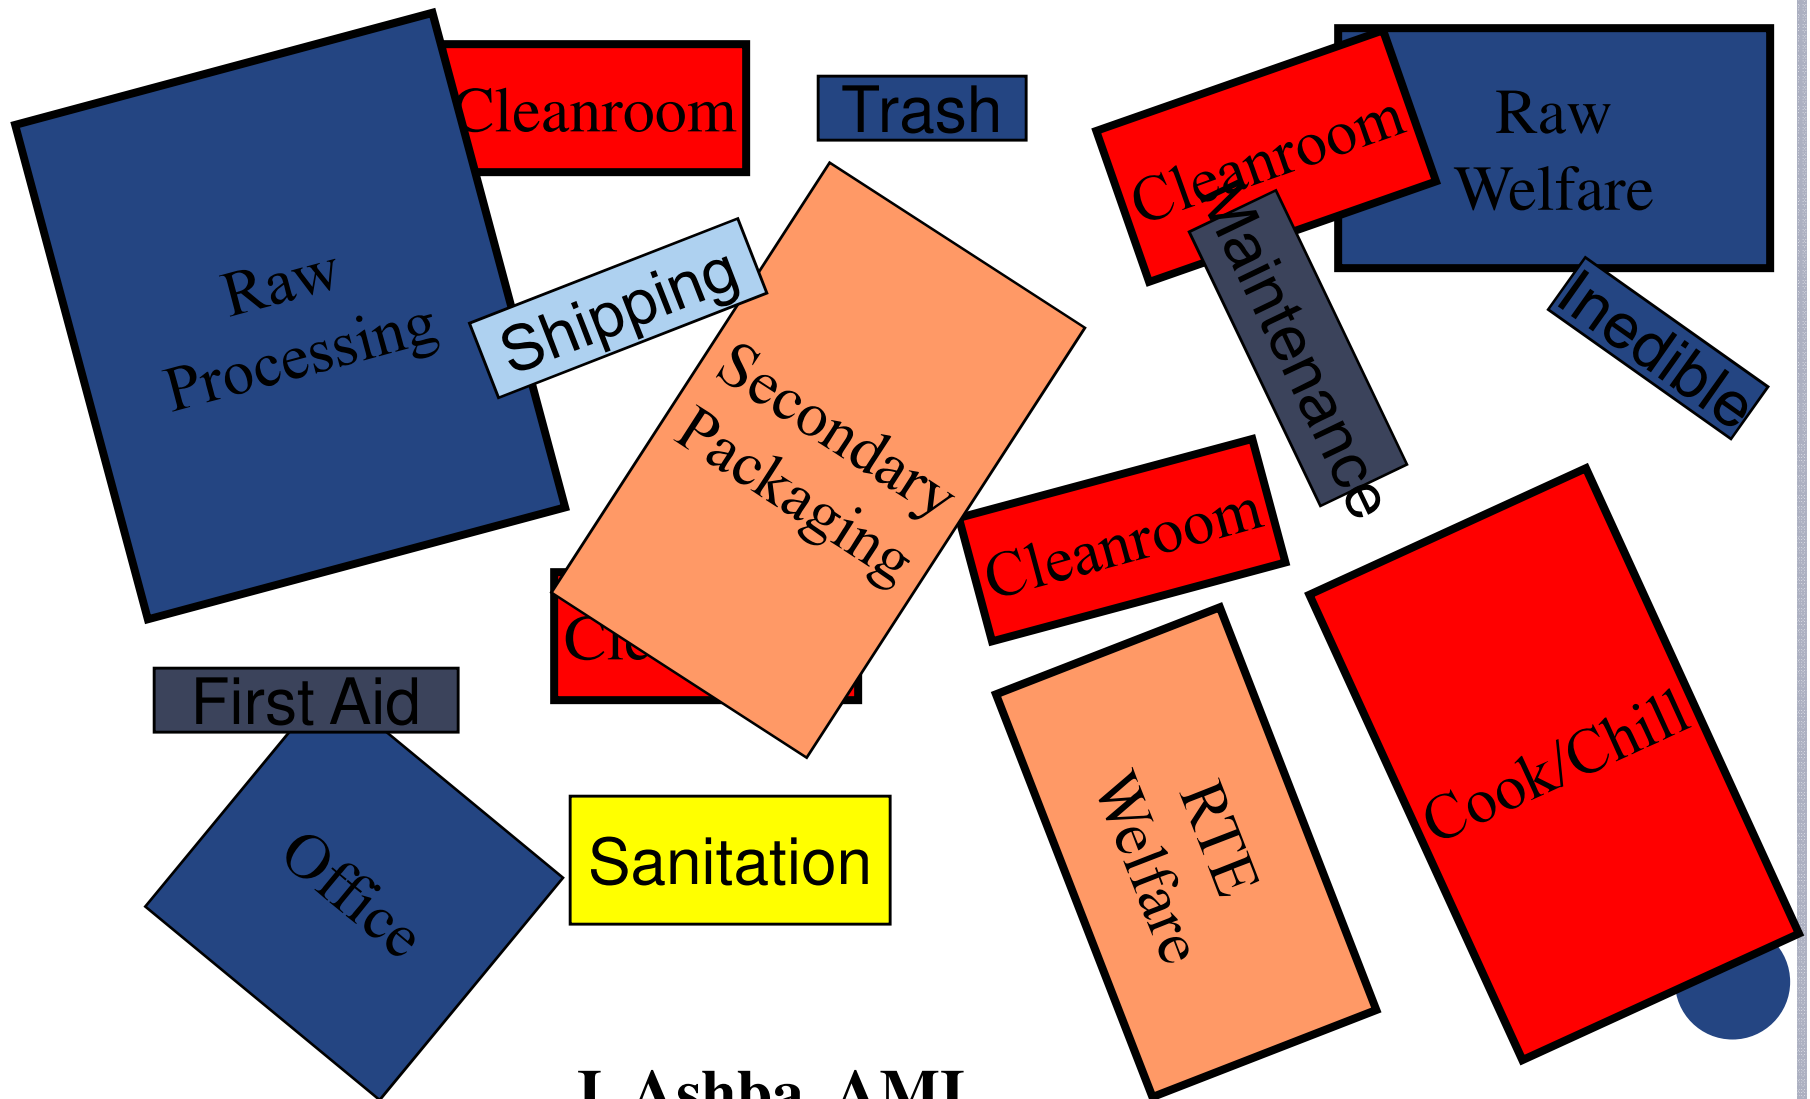 Cleanroom
Trash
Raw
Welfare
Cleanroom
Raw
Processing
Shipping
Maintenance
Inedible
Secondary
Packaging
Cleanroom
First Aid
Cook/Chill
RTE
Welfare
Office
Sanitation